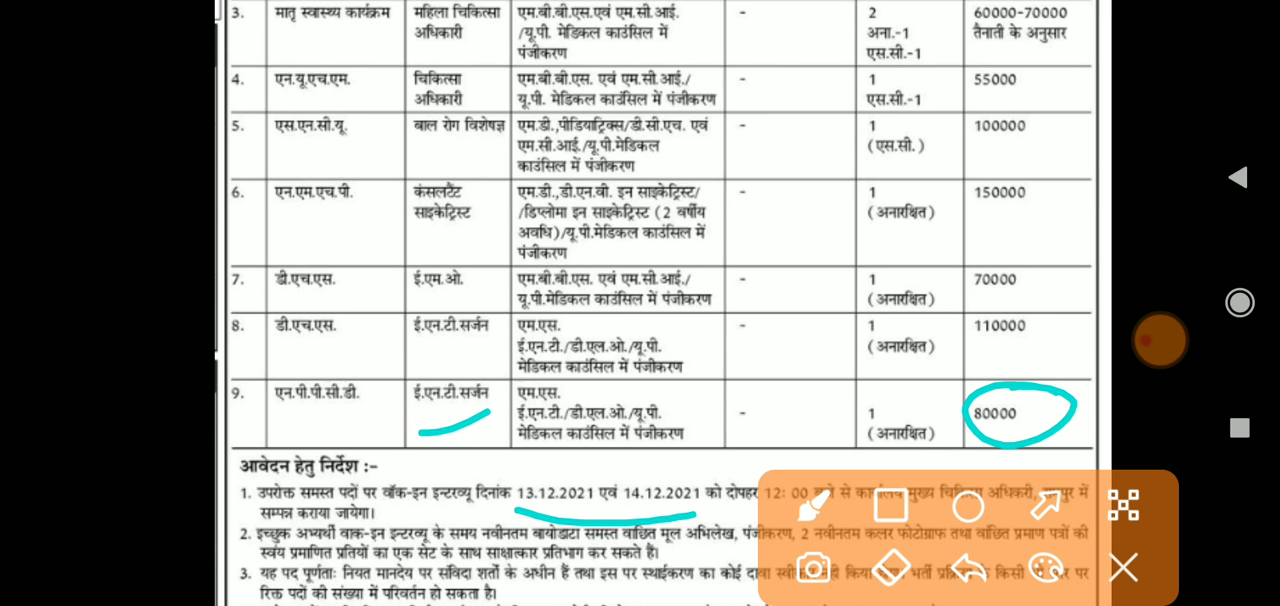 3. मातृ स्वास्थ्य कार्यक्रम महिला चिकित्सा एम.बी.बी.एस.एवं एम.सी.आई. - 2 60000-70000
अधिकारी /यू.पी. मेडिकल काउंसिल में अना.-1 तैनाती के अनुसार
पंजीकरण एस.सी.-1
4. एन.यू.एच.एम. चिकित्सा एम.बी.बी.एस. एवं एम.सी.आई./ - 1 55000
अधिकारी यू.पी. मेडिकल काउंसिल में पंजीकरण एस.सी.-1
5. एस.एन.सी.यू. बाल रोग विशेषज्ञ एम.डी.,पीडियाट्रिक्स/डी.सी.एच. एवं - 1 100000
एम.सी.आई./यू.पी.मेडिकल (एस.सी.)
काउंसिल में पंजीकरण
6. एन.एम.एच.पी. कंसलटैंट एम.डी.,डी.एन.वी. इन साइकेट्रिस्ट/ - 1 150000
साइकेट्रिस्ट /डिप्लोमा इन साइकेट्रिस्ट (2 वर्षीय (अनारक्षित)
अवधि)/यू.पी.मेडिकल काउंसिल में
पंजीकरण
7. डी.एच.एस. ई.एम.ओ. एम.बी.बी.एस. एवं एम.सी.आई./ - 1 70000
यू.पी.मेडिकल काउंसिल में पंजीकरण (अनारक्षित)
8. डी.एच.एस. ई.एन.टी.सर्जन एम.एस. - 1 110000
ई.एन.टी./डी.एल.ओ./यू.पी. (अनारक्षित)
मेडिकल काउंसिल में पंजीकरण
9. एन.पी.पी.सी.डी. ई.एन.टी.सर्जन एम.एस.
ई.एन.टी./डी.एल.ओ./यू.पी. - 1 80000
मेडिकल काउंसिल में पंजीकरण (अनारक्षित)
आवेदन हेतु निर्देश :-
1. उपरोक्त समस्त पदों पर वॉक-इन इन्टरव्यू दिनांक 13.12.2021 एवं 14.12.2021 को दोपहर 12: 00 बजे से कार्यालय मुख्य चिकित्सा अधिकरी, में
सम्पन्न कराया जायेगा।
2. इच्छुक अभ्यर्थी वाक-इन इन्टरव्यू के समय नवीनतम बायोडाटा समस्त वांछित मूल अभिलेख, पंजीकरण, 2 नवीनतम कलर फोटोग्राफ तथा वांछित प्रमाण पत्रों की
स्वयं प्रमाणित प्रतियों का एक सेट के साथ साक्षात्कार प्रतिभाग कर सकते हैं।
3. यह पद पूर्णतः नियत मानदेय पर संविदा शर्तो के अधीन हैं तथा इस पर स्थाईकरण का कोई दावा स्वीकार नहीं किया भर्ती के किसी पर
रिक्त पदों की संख्या में परिवर्तन हो सकता है।